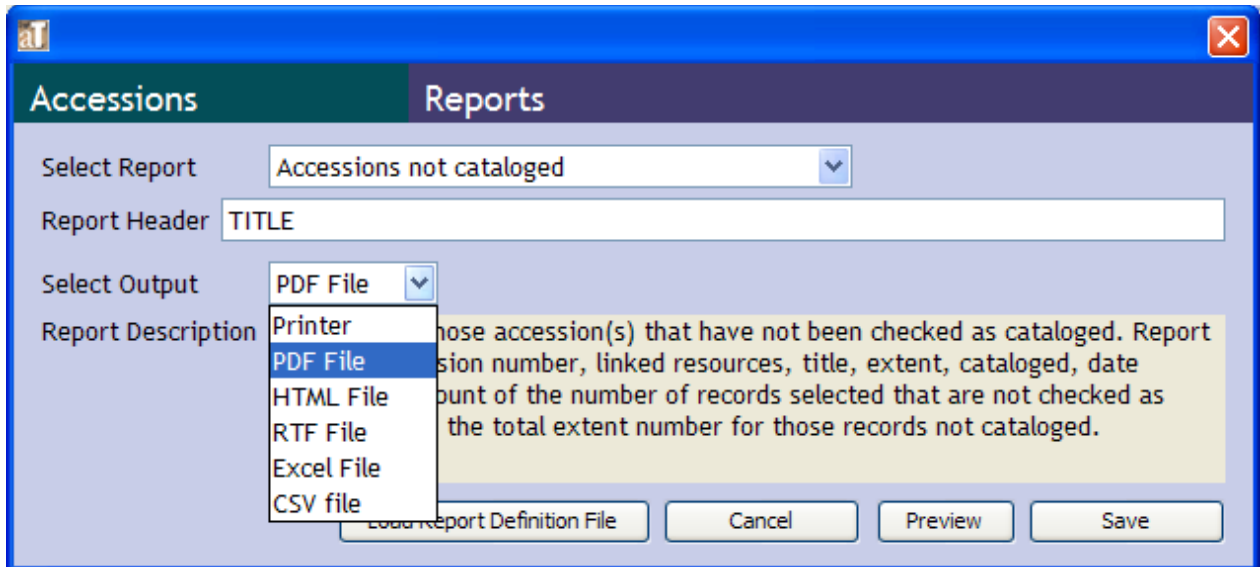 aT
Accessions Reports
Select Report Accessions not cataloged
Report Header TITLE
Select Output PDF File
Printer
PDF File
HTML File
RTF File
Excel File
CSV file
Report Description hose accession(s) that have not been checked as cataloged. Report
sion number, linked resources, title, extent, cataloged, date
ount of the number of records selected that are not checked as
the total extent number for those records not cataloged.
Report Definition File Cancel Preview Save